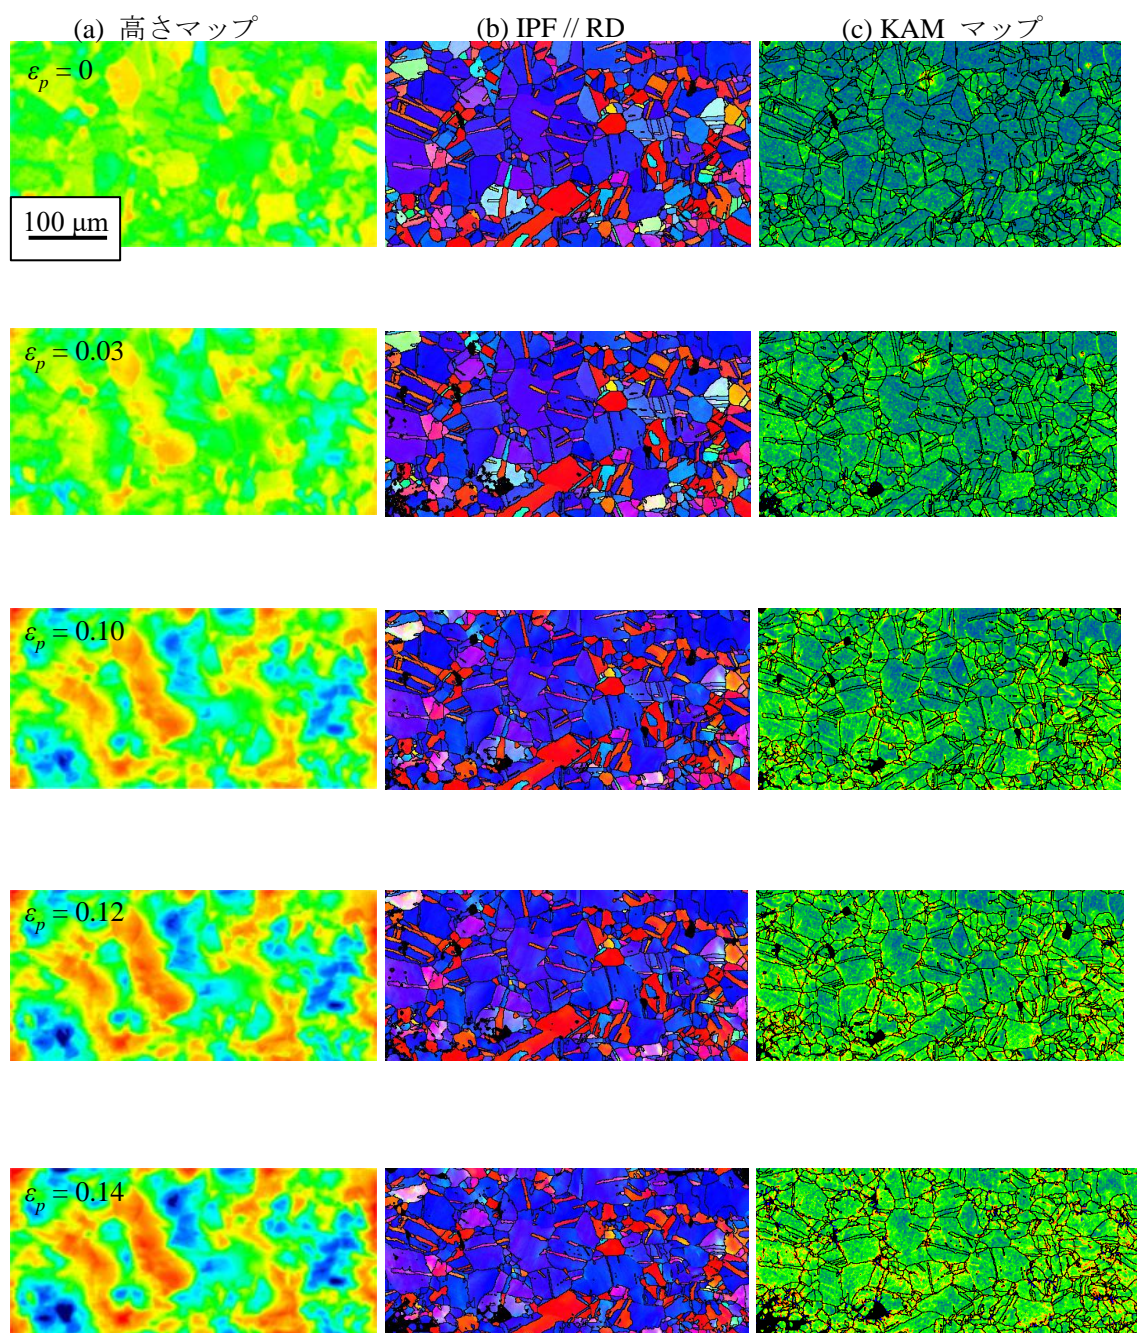 (a) 高さマップ
(b) IPF // RD
(c) KAM マップ
εp = 0
100 μm
εp = 0.03
εp = 0.10
εp = 0.12
εp = 0.14